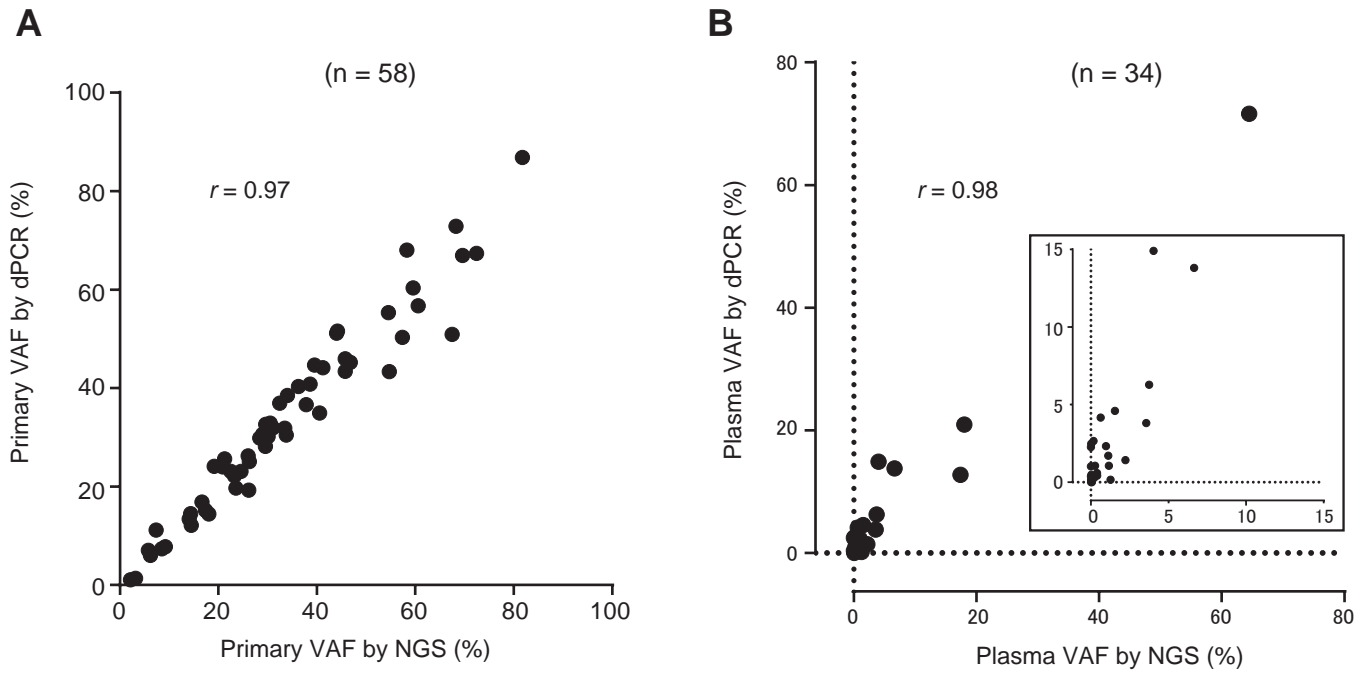 A
(n = 58)
r = 0.97
Primary VAF by dPCR (%)
100
80
60
40
20
0
0 20 40 60 80 100
Primary VAF by NGS (%)
B
(n = 34)
r = 0.98
Plasma VAF by dPCR (%)
80
60
40
20
0
0 20 40 60 80
Plasma VAF by NGS (%)
15
10
5
0
0 5 10 15